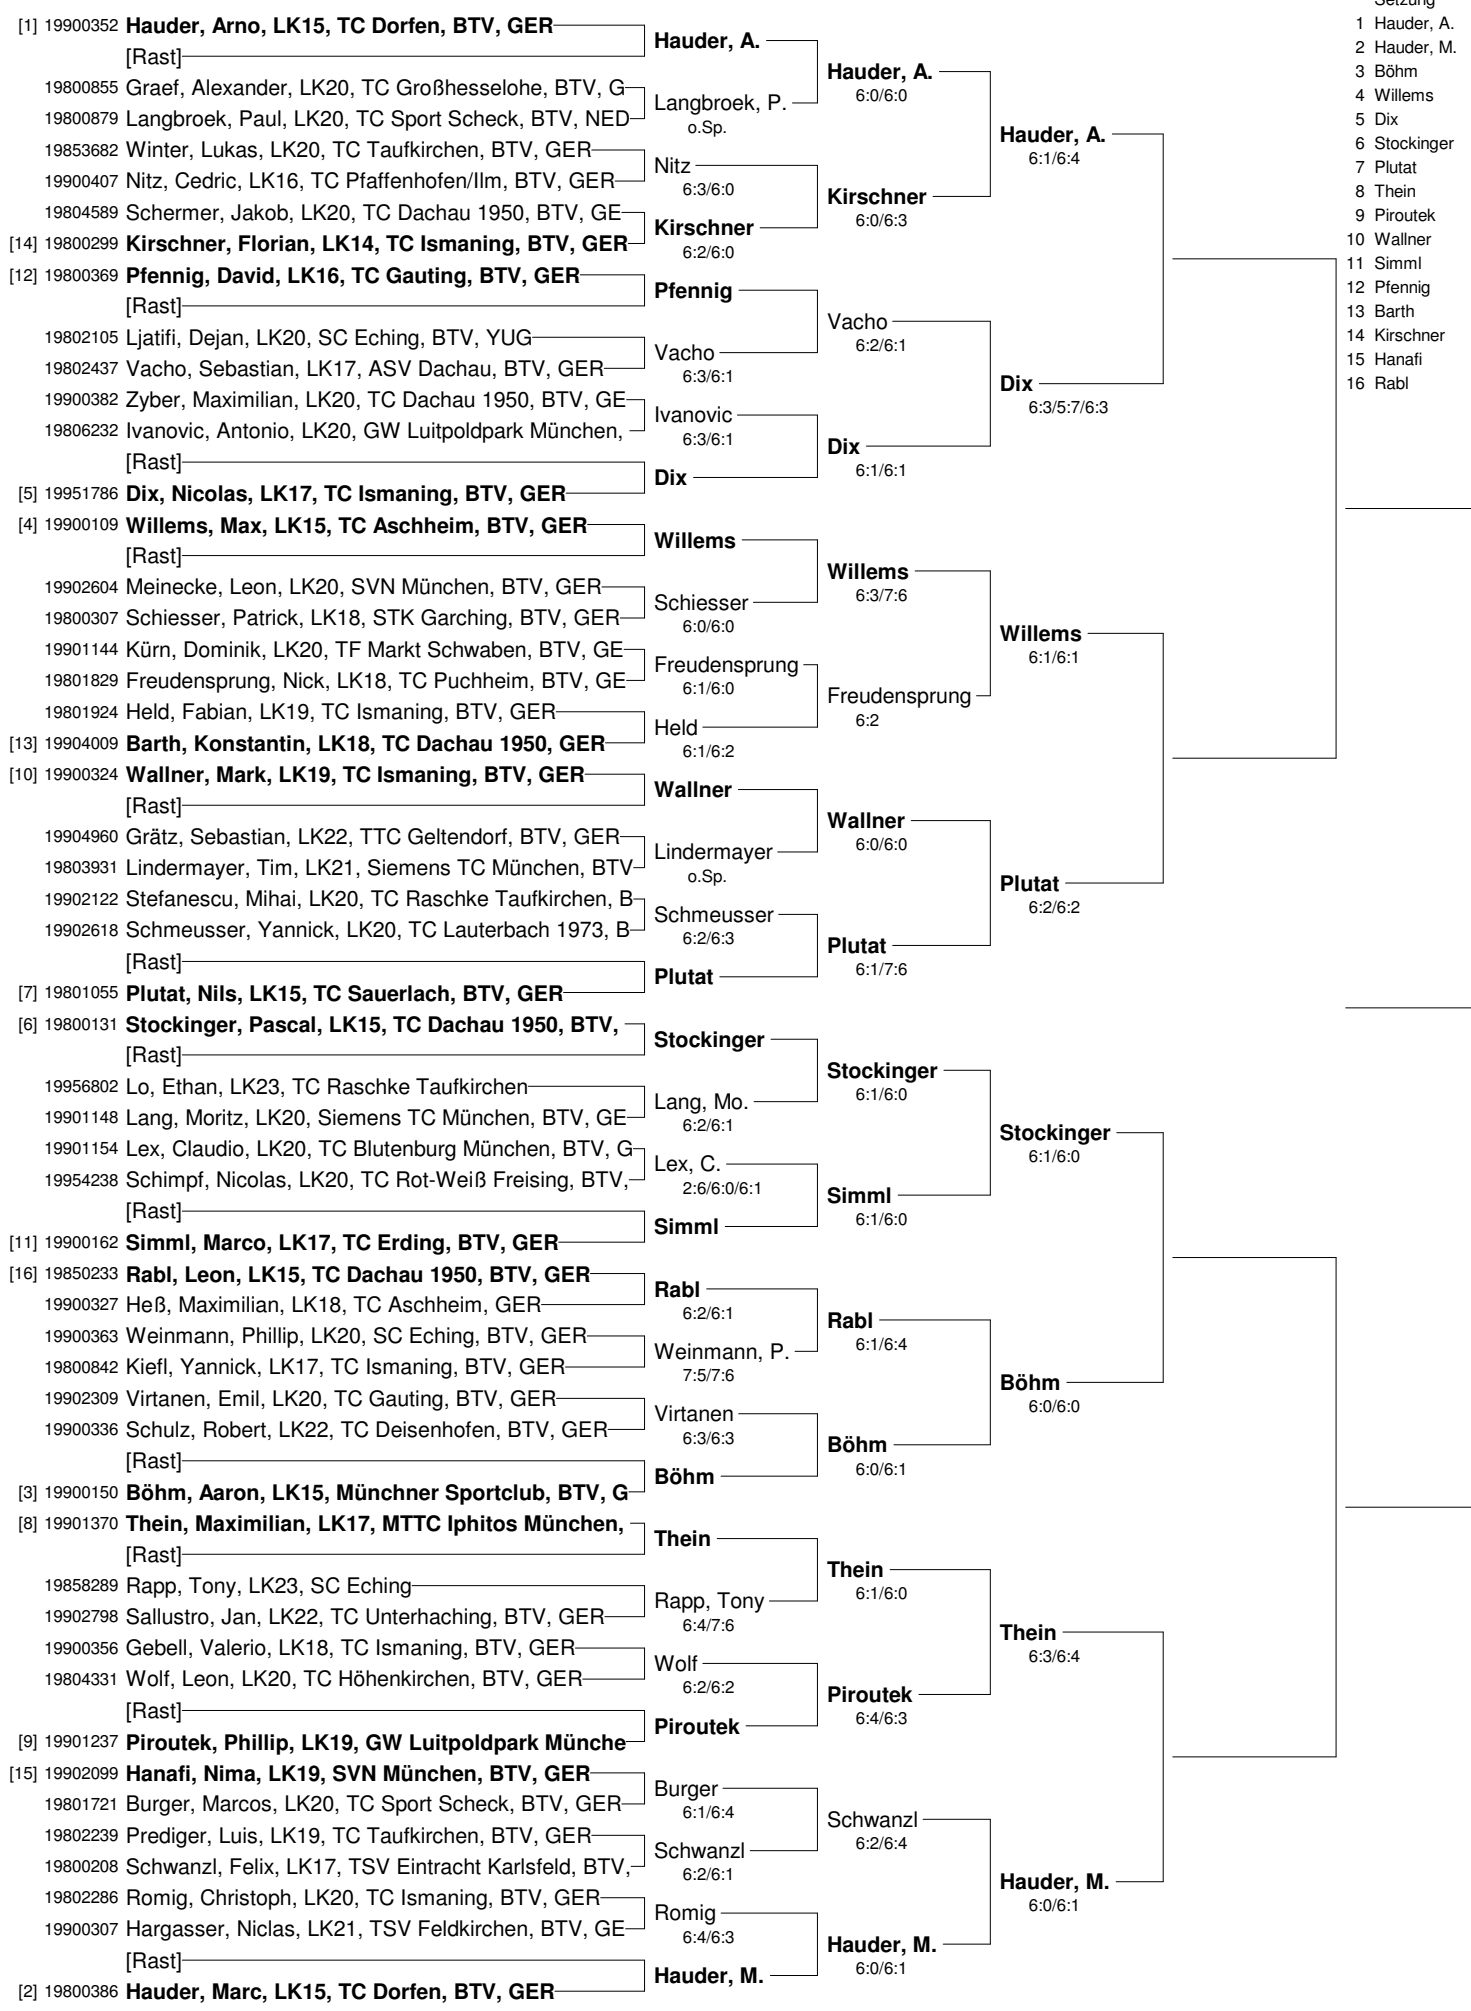 Setzung
1 Hauder, A.
2 Hauder, M.
3 Böhm
4 Willems
5 Dix
6 Stockinger
7 Plutat
8 Thein
9 Piroutek
10 Wallner
11 Simml
12 Pfennig
13 Barth
14 Kirschner
15 Hanafi
16 Rabl
[1] 19900352 Hauder, Arno, LK15, TC Dorfen, BTV, GER
[Rast]
19800855 Graef, Alexander, LK20, TC Großhesselohe, BTV, G
19800879 Langbroek, Paul, LK20, TC Sport Scheck, BTV, NED
19853682 Winter, Lukas, LK20, TC Taufkirchen, BTV, GER
19900407 Nitz, Cedric, LK16, TC Pfaffenhofen/Ilm, BTV, GER
19804589 Schermer, Jakob, LK20, TC Dachau 1950, BTV, GE
[14] 19800299 Kirschner, Florian, LK14, TC Ismaning, BTV, GER
[12] 19800369 Pfennig, David, LK16, TC Gauting, BTV, GER
[Rast]
19802105 Ljatifi, Dejan, LK20, SC Eching, BTV, YUG
19802437 Vacho, Sebastian, LK17, ASV Dachau, BTV, GER
19900382 Zyber, Maximilian, LK20, TC Dachau 1950, BTV, GE
19806232 Ivanovic, Antonio, LK20, GW Luitpoldpark München,
[Rast]
[5] 19951786 Dix, Nicolas, LK17, TC Ismaning, BTV, GER
[4] 19900109 Willems, Max, LK15, TC Aschheim, BTV, GER
[Rast]
19902604 Meinecke, Leon, LK20, SVN München, BTV, GER
19800307 Schiesser, Patrick, LK18, STK Garching, BTV, GER
19901144 Kürn, Dominik, LK20, TF Markt Schwaben, BTV, GE
19801829 Freudensprung, Nick, LK18, TC Puchheim, BTV, GE
19801924 Held, Fabian, LK19, TC Ismaning, BTV, GER
[13] 19904009 Barth, Konstantin, LK18, TC Dachau 1950, GER
[10] 19900324 Wallner, Mark, LK19, TC Ismaning, BTV, GER
[Rast]
19904960 Grätz, Sebastian, LK22, TTC Geltendorf, BTV, GER
19803931 Lindermayer, Tim, LK21, Siemens TC München, BTV
19902122 Stefanescu, Mihai, LK20, TC Raschke Taufkirchen, B
19902618 Schmeusser, Yannick, LK20, TC Lauterbach 1973, B
[Rast]
[7] 19801055 Plutat, Nils, LK15, TC Sauerlach, BTV, GER
[6] 19800131 Stockinger, Pascal, LK15, TC Dachau 1950, BTV,
[Rast]
19956802 Lo, Ethan, LK23, TC Raschke Taufkirchen
19901148 Lang, Moritz, LK20, Siemens TC München, BTV, GE
19901154 Lex, Claudio, LK20, TC Blutenburg München, BTV, G
19954238 Schimpf, Nicolas, LK20, TC Rot-Weiß Freising, BTV,
[Rast]
[11] 19900162 Simml, Marco, LK17, TC Erding, BTV, GER
[16] 19850233 Rabl, Leon, LK15, TC Dachau 1950, BTV, GER
19900327 Heß, Maximilian, LK18, TC Aschheim, GER
19900363 Weinmann, Phillip, LK20, SC Eching, BTV, GER
19800842 Kiefl, Yannick, LK17, TC Ismaning, BTV, GER
19902309 Virtanen, Emil, LK20, TC Gauting, BTV, GER
19900336 Schulz, Robert, LK22, TC Deisenhofen, BTV, GER
[Rast]
[3] 19900150 Böhm, Aaron, LK15, Münchner Sportclub, BTV, G
[8] 19901370 Thein, Maximilian, LK17, MTTC Iphitos München,
[Rast]
19858289 Rapp, Tony, LK23, SC Eching
19902798 Sallustro, Jan, LK22, TC Unterhaching, BTV, GER
19900356 Gebell, Valerio, LK18, TC Ismaning, BTV, GER
19804331 Wolf, Leon, LK20, TC Höhenkirchen, BTV, GER
[Rast]
[9] 19901237 Piroutek, Phillip, LK19, GW Luitpoldpark Münche
[15] 19902099 Hanafi, Nima, LK19, SVN München, BTV, GER
19801721 Burger, Marcos, LK20, TC Sport Scheck, BTV, GER
19802239 Prediger, Luis, LK19, TC Taufkirchen, BTV, GER
19800208 Schwanzl, Felix, LK17, TSV Eintracht Karlsfeld, BTV,
19802286 Romig, Christoph, LK20, TC Ismaning, BTV, GER
19900307 Hargasser, Niclas, LK21, TSV Feldkirchen, BTV, GE
[Rast]
[2] 19800386 Hauder, Marc, LK15, TC Dorfen, BTV, GER
Hauder, A.
Langbroek, P.
o.Sp.
Nitz
6:3/6:0
Kirschner
6:2/6:0
Pfennig
Vacho
6:3/6:1
Ivanovic
6:3/6:1
Dix
Willems
Schiesser
6:0/6:0
Freudensprung
6:1/6:0
Held
6:1/6:2
Wallner
Lindermayer
o.Sp.
Schmeusser
6:2/6:3
Plutat
Stockinger
Lang, Mo.
6:2/6:1
Lex, C.
2:6/6:0/6:1
Simml
Rabl
6:2/6:1
Weinmann, P.
7:5/7:6
Virtanen
6:3/6:3
Böhm
Thein
Rapp, Tony
6:4/7:6
Wolf
6:2/6:2
Piroutek
Burger
6:1/6:4
Schwanzl
6:2/6:1
Romig
6:4/6:3
Hauder, M.
Hauder, A.
6:0/6:0
Kirschner
6:0/6:3
Vacho
6:2/6:1
Dix
6:1/6:1
Willems
6:3/7:6
Freudensprung
6:2
Wallner
6:0/6:0
Plutat
6:1/7:6
Stockinger
6:1/6:0
Simml
6:1/6:0
Rabl
6:1/6:4
Böhm
6:0/6:1
Thein
6:1/6:0
Piroutek
6:4/6:3
Schwanzl
6:2/6:4
Hauder, M.
6:0/6:1
Hauder, A.
6:1/6:4
Dix
6:3/5:7/6:3
Willems
6:1/6:1
Plutat
6:2/6:2
Stockinger
6:1/6:0
Böhm
6:0/6:0
Thein
6:3/6:4
Hauder, M.
6:0/6:1